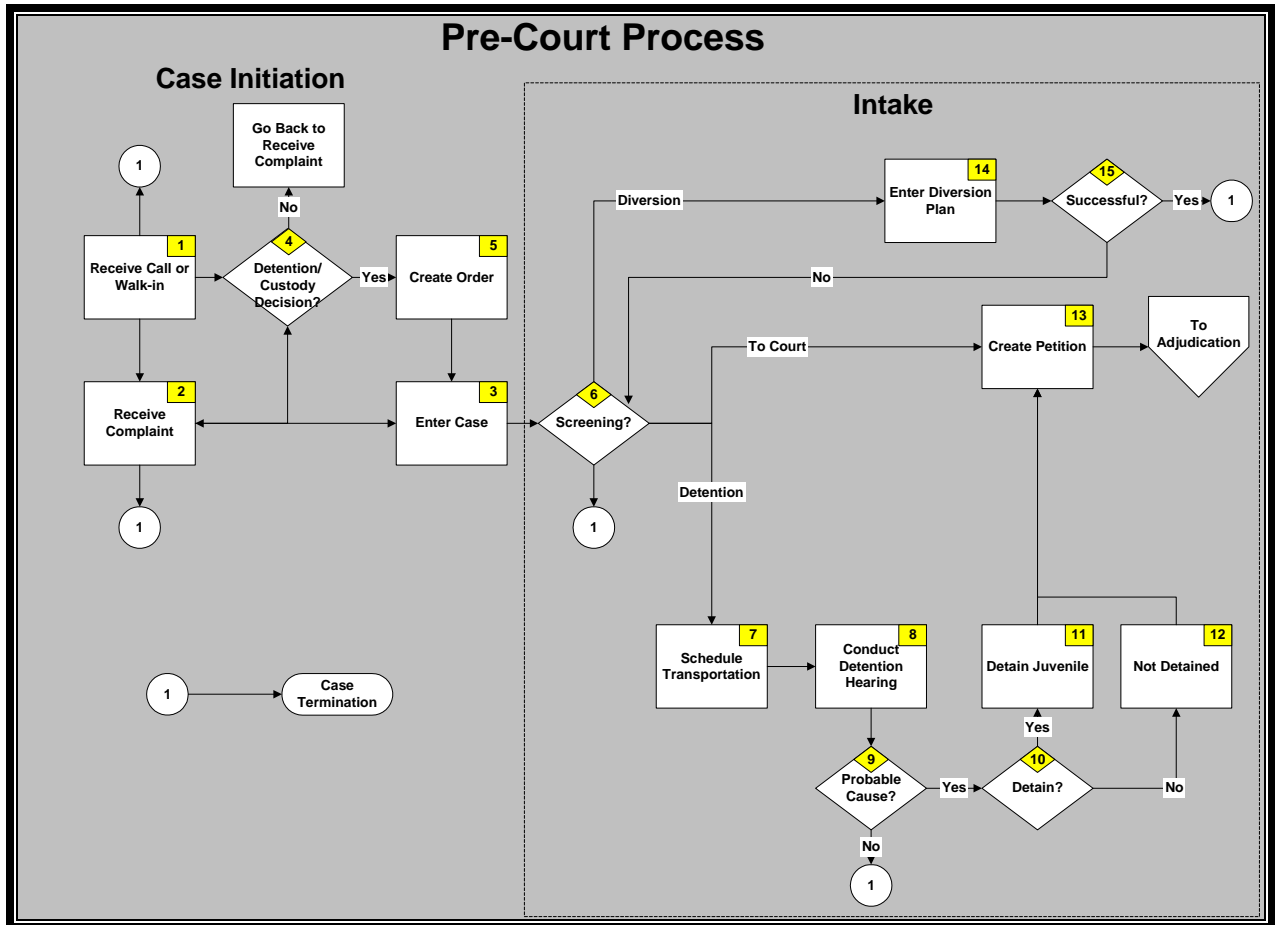 Pre-Court Process
Case Initiation
Intake
Go Back to
Receive
Complaint
1
No
14
Enter Diversion
Plan
15
Successful?
Yes
1
Diversion
1
Receive Call or
Walk-in
4
Detention/
Custody
Decision?
Yes
5
Create Order
No
13
Create Petition
To
Adjudication
To Court
2
Receive
Complaint
3
Enter Case
6
Screening?
Detention
1
1
7
Schedule
Transportation
8
Conduct
Detention
Hearing
11
Detain Juvenile
12
Not Detained
1
Case
Termination
Yes
9
Probable
Cause?
Yes
10
Detain?
No
No
1